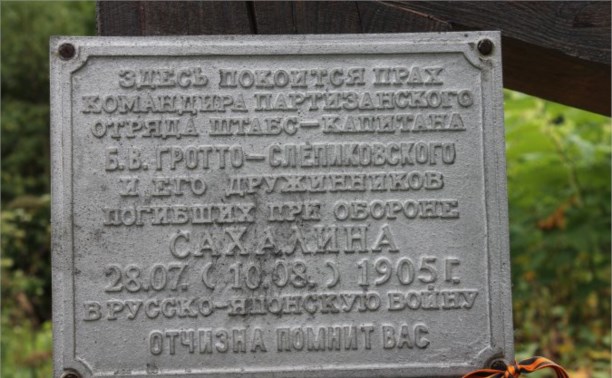 ЗДЕСЬ ПОКОИТСЯ ПРАХ
КОМАНДИРА ПАРТИЗАНСКОГО
ОТРЯДА ШТАБС-КАПИТАНА
Б.В. ГРОТТО-СЛЕПИКОВСКОГО
И ЕГО ДРУЖИННИКОВ
ПОГИБШИХ ПРИ ОБОРОНЕ
САХАЛИНА
28.07. ( 10.08. ) 1905 Г.
В РУССКО-ЯПОНСКУЮ ВОЙНУ
ОТЧИЗНА ПОМНИТ ВАС